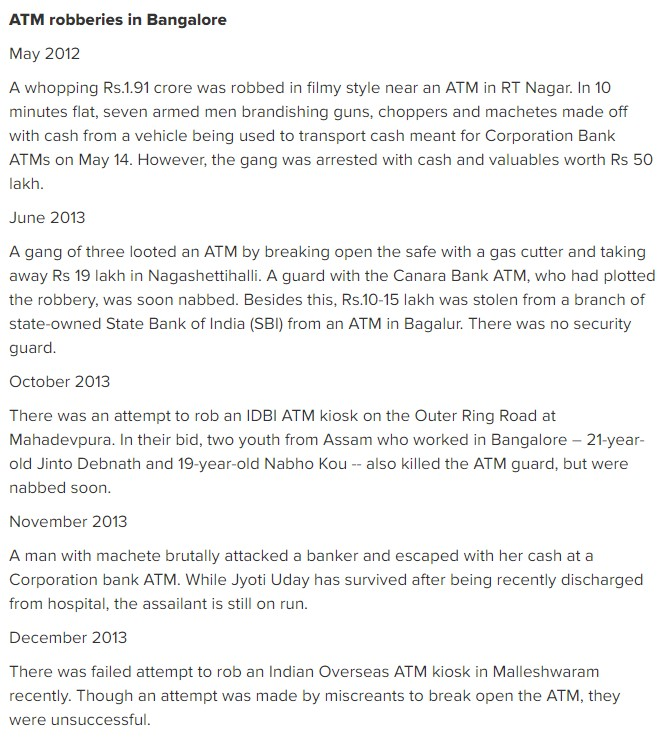 ATM robberies in Bangalore
May 2012
A whopping Rs.1.91 crore was robbed in filmy style near an ATM in RT Nagar. In 10
minutes flat, seven armed men brandishing guns, choppers and machetes made off
with cash from a vehicle being used to transport cash meant for Corporation Bank
ATMs on May 14. However, the gang was arrested with cash and valuables worth Rs 50
lakh.
June 2013
A gang of three looted an ATM by breaking open the safe with a gas cutter and taking
away Rs 19 lakh in Nagashettihalli. A guard with the Canara Bank ATM, who had plotted
the robbery, was soon nabbed. Besides this, Rs.10-15 lakh was stolen from a branch of
state-owned State Bank of India (SBI) from an ATM in Bagalur. There was no security
guard.
October 2013
There was an attempt to rob an IDBI ATM kiosk on the Outer Ring Road at
Mahadevpura. In their bid, two youth from Assam who worked in Bangalore – 21-year-
old Jinto Debnath and 19-year-old Nabho Kou -- also killed the ATM guard, but were
nabbed soon.
November 2013
A man with machete brutally attacked a banker and escaped with her cash at a
Corporation bank ATM. While Jyoti Uday has survived after being recently discharged
from hospital, the assailant is still on run.
December 2013
There was failed attempt to rob an Indian Overseas ATM kiosk in Malleshwaram
recently. Though an attempt was made by miscreants to break open the ATM, they
were unsuccessful.